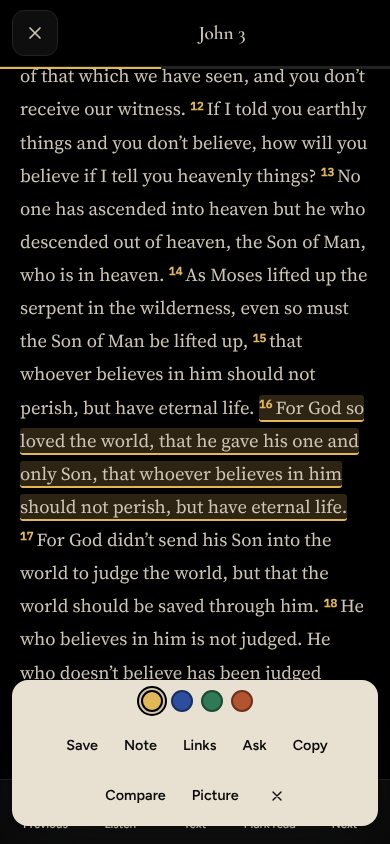 John 3
of that which we have seen, and you don’t
receive our witness. 12 If I told you earthly
things and you don’t believe, how will you
believe if I tell you heavenly things? 13 No
one has ascended into heaven but he who
descended out of heaven, the Son of Man,
who is in heaven. 14 As Moses lifted up the
serpent in the wilderness, even so must
the Son of Man be lifted up, 15 that
whoever believes in him should not
perish, but have eternal life. 16 For God so
loved the world, that he gave his one and
only Son, that whoever believes in him
should not perish, but have eternal life.
17 For God didn’t send his Son into the
world to judge the world, but that the
world should be saved through him. 18 He
who believes in him is not judged. He
who doesn’t believe has been judged
Save Note Links Ask Copy
Compare Picture
Previous Listen Text Mark read Next